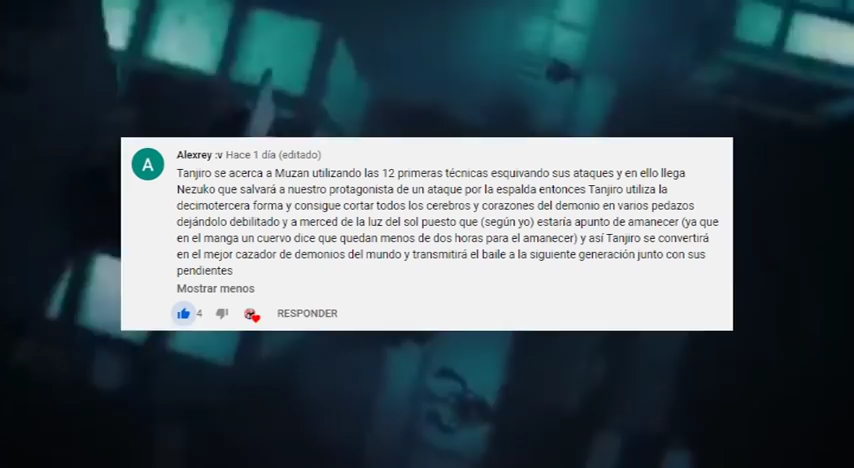 A
Alexrey :v Hace 1 día (editado)
Tanjiro se acerca a Muzan utilizando las 12 primeras técnicas esquivando sus ataques y en ello llega
Nezuko que salvará a nuestro protagonista de un ataque por la espalda entonces Tanjiro utiliza la
decimotercera forma y consigue cortar todos los cerebros y corazones del demonio en varios pedazos
dejándolo debilitado y a merced de la luz del sol puesto que (según yo) estaría apunto de amanecer (ya que
en el manga un cuervo dice que quedan menos de dos horas para el amanecer) y así Tanjiro se convertirá
en el mejor cazador de demonios del mundo y transmitirá el baile a la siguiente generación junto con sus
pendientes
Mostrar menos
4 RESPONDER